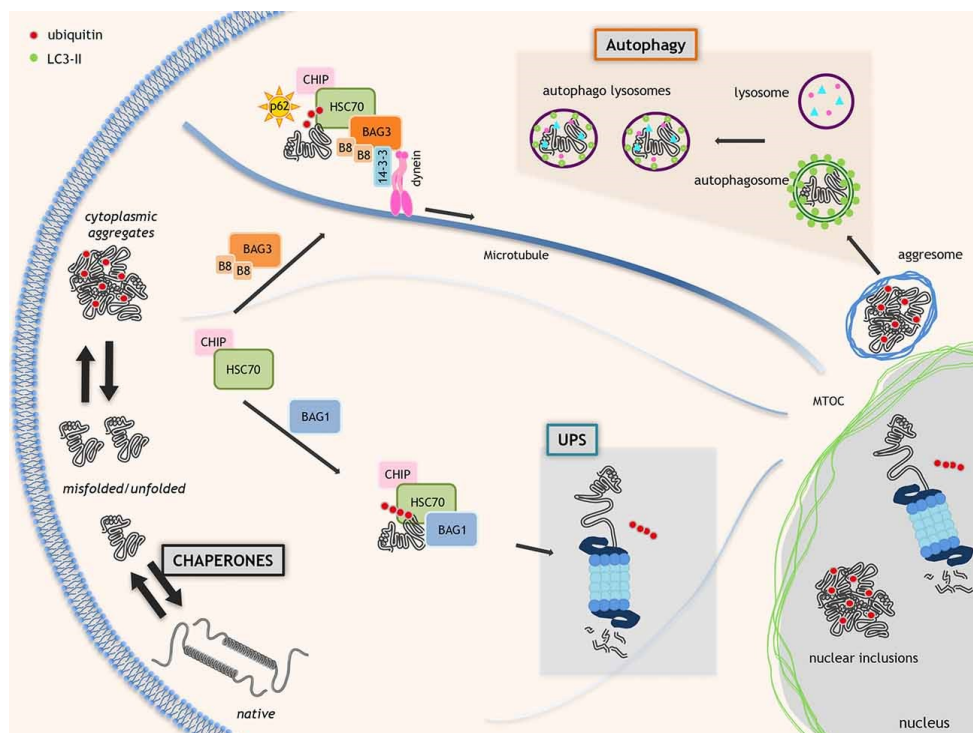 ubiquitin
LC3-II
Autophagy
CHIP
HSC70
p62
BAG3
B8
B8
14-3-3
dynein
autophago lysosomes
lysosome
autophagosome
cytoplasmic
aggregates
BAG3
B8
B8
Microtubule
aggresome
CHIP
HSC70
BAG1
MTOC
UPS
misfolded/unfolded
CHIP
HSC70
BAG1
CHAPERONES
native
nuclear inclusions
nucleus